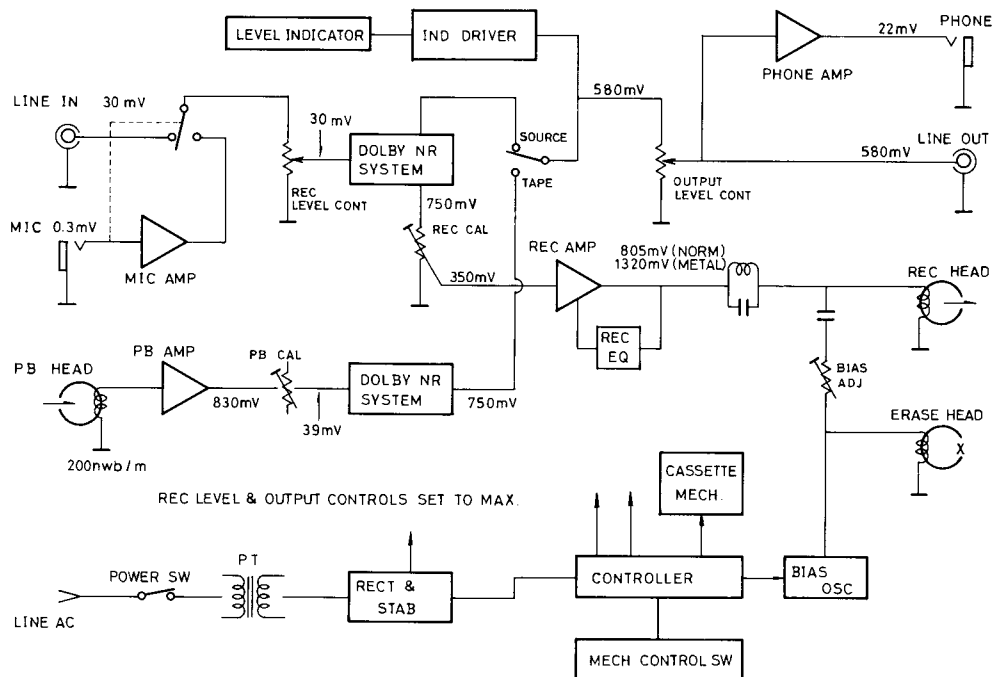 LEVEL INDICATOR
IND DRIVER
PHONE
22mV
PHONE AMP
LINE IN
30 mV
580mV
30 mV
SOURCE
DOLBY NR
SYSTEM
TAPE
LINE OUT
580mV
REC
LEVEL CONT
OUTPUT
LEVEL CONT
750mV
MIC 0.3mV
MIC AMP
REC CAL
REC AMP
805mV (NORM)
1320mV (METAL)
350mV
REC HEAD
REC
EQ
PB AMP
PB CAL
PB HEAD
DOLBY NR
SYSTEM
830mV
750mV
39mV
BIAS
ADJ
ERASE HEAD
X
200nwb/m
CASSETTE
MECH.
REC LEVEL & OUTPUT CONTROLS SET TO MAX.
PT
POWER SW
RECT &
STAB
CONTROLLER
BIAS
OSC
LINE AC
MECH CONTROL SW